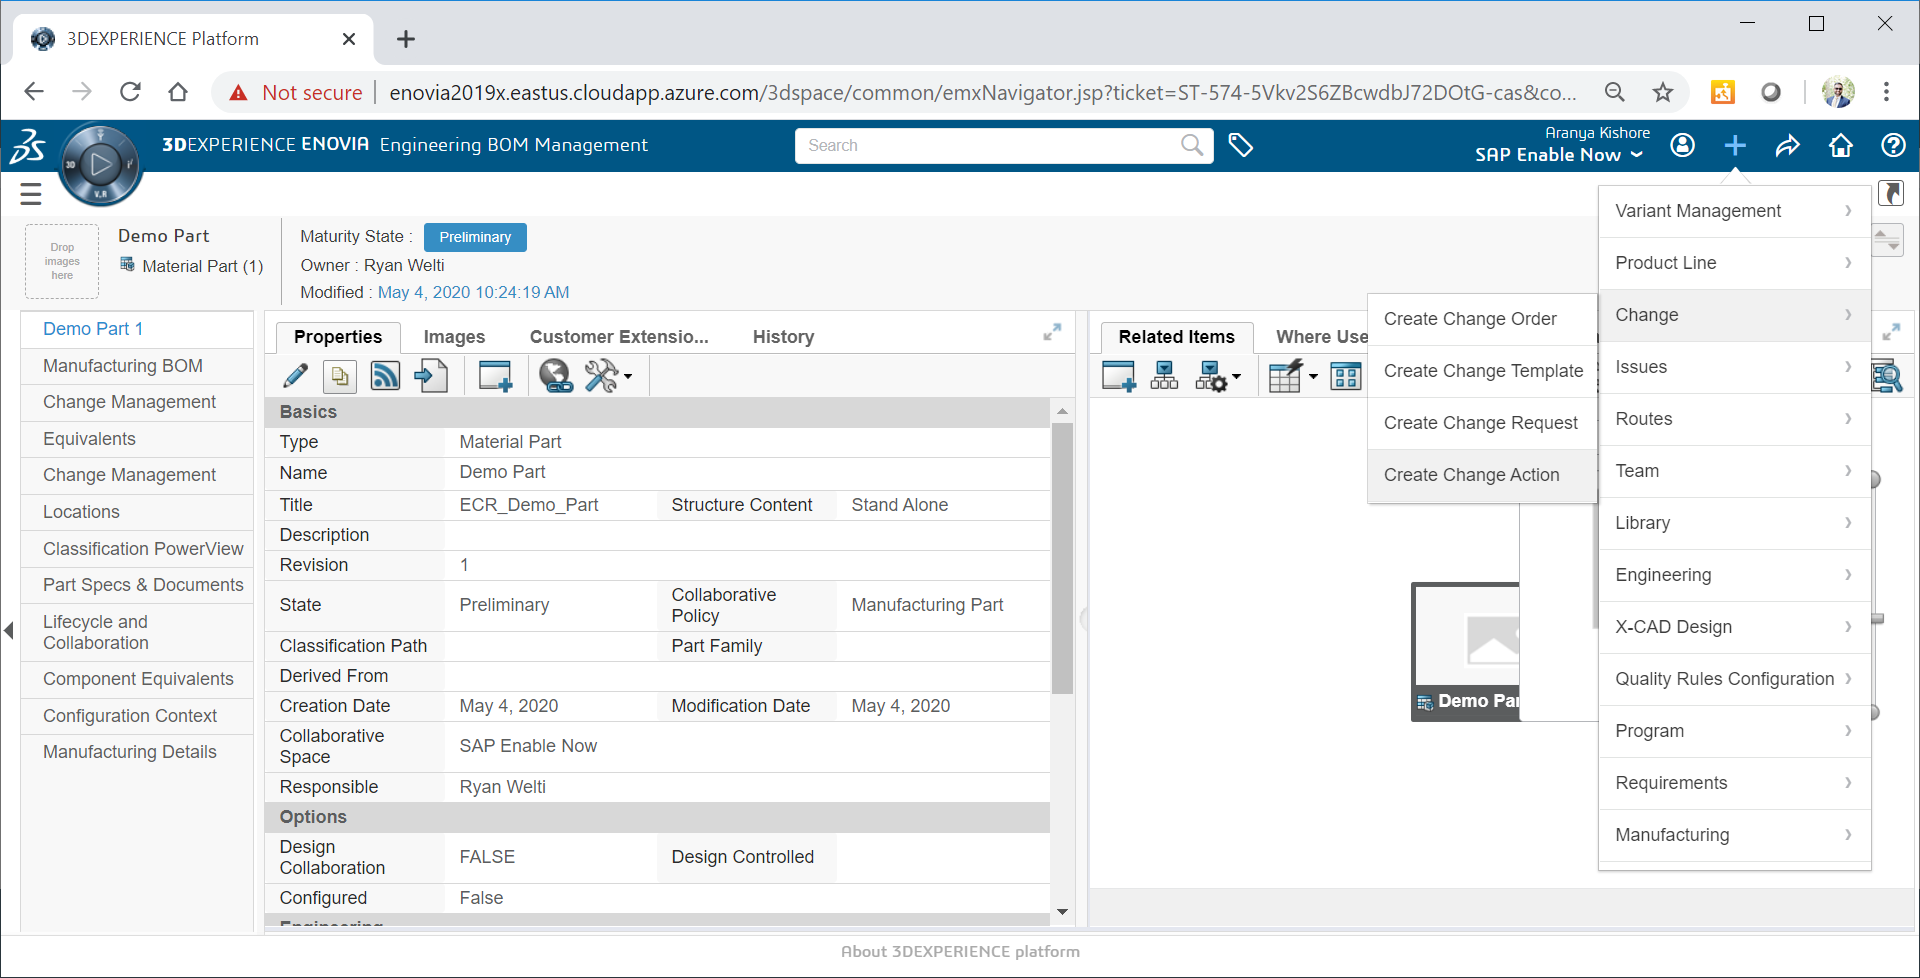 3DEXPERIENCE Platform
Not secure
enovia2019x.eastus.cloudapp.azure.com/3dspace/common/emxNavigator.jsp?ticket=ST-574-5Vkv2S6ZBcwdbJ72DOtG-cas&co...
3D
V.R
3DEXPERIENCE ENOVIA Engineering BOM Management
Search
Aranya Kishore
SAP Enable Now
Drop
images
here
Demo Part
Material Part (1)
Maturity State : Preliminary
Owner : Ryan Welti
Modified : May 4, 2020 10:24:19 AM
Demo Part 1
Manufacturing BOM
Change Management
Equivalents
Change Management
Locations
Classification PowerView
Part Specs & Documents
Lifecycle and
Collaboration
Component Equivalents
Configuration Context
Manufacturing Details
Properties Images Customer Extensio... History
Basics
Type Material Part
Name Demo Part
Title ECR_Demo_Part Structure Content Stand Alone
Description
Revision 1
State Preliminary Collaborative
Policy Manufacturing Part
Classification Path Part Family
Derived From
Creation Date May 4, 2020 Modification Date May 4, 2020
Collaborative
Space SAP Enable Now
Responsible Ryan Welti
Options
Design
Collaboration FALSE Design Controlled
Configured False
Engineering
Related Items Where Use
Demo Par
Create Change Order
Create Change Template
Create Change Request
Create Change Action
Variant Management
Product Line
Change
Issues
Routes
Team
Library
Engineering
X-CAD Design
Quality Rules Configuration
Program
Requirements
Manufacturing
About 3DEXPERIENCE platform